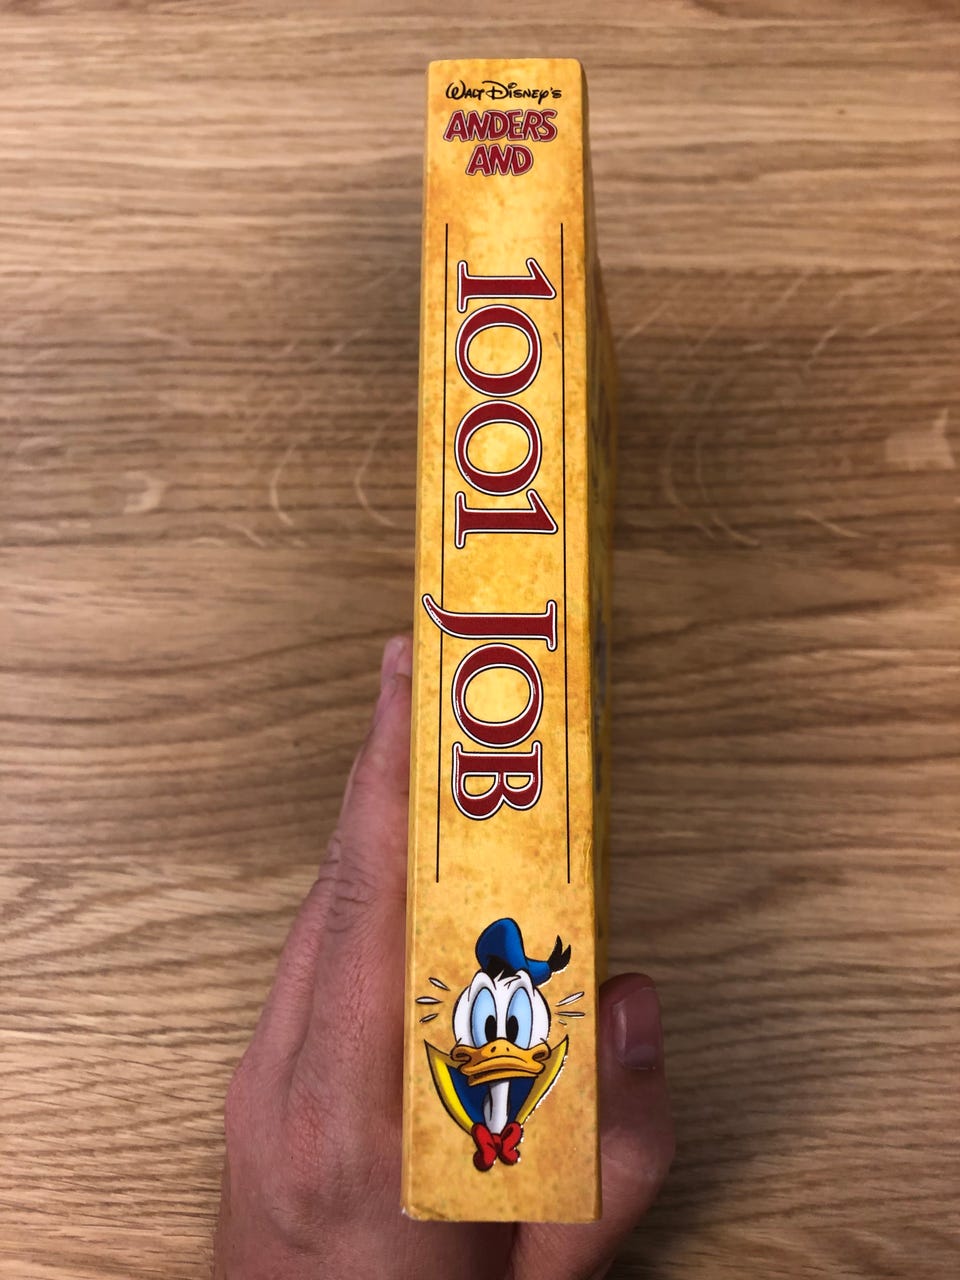 Walt Disney's
ANDERS
AND
1001 JOB